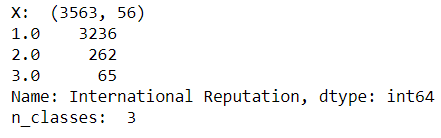 X:  (3563, 56)
1.0    3236
2.0     262
3.0      65
Name: International Reputation, dtype: int64
n_classes:  3